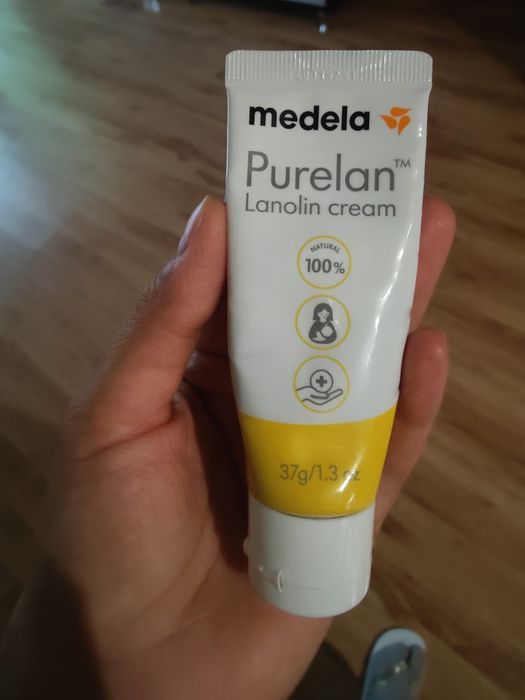 medela
Purelan™
Lanolin cream
NATURAL
100%
37g/1.3 oz